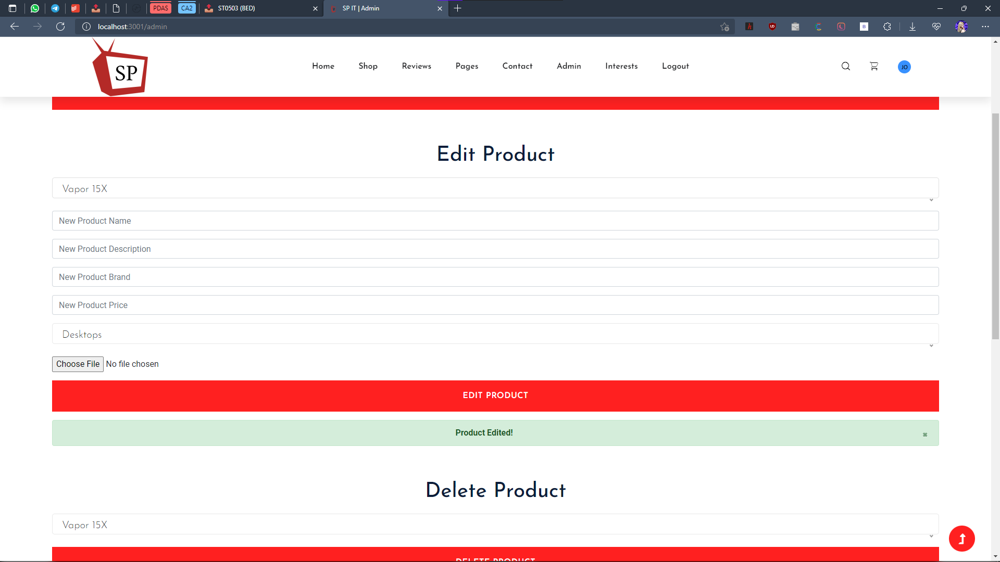 PDAS
CA2
ST0503 (BED)
SP IT | Admin
localhost:3001/admin
SP
Home
Shop
Reviews
Pages
Contact
Admin
Interests
Logout
JO
Edit Product
Vapor 15X
New Product Name
New Product Description
New Product Brand
New Product Price
Desktops
Choose File No file chosen
EDIT PRODUCT
Product Edited!
Delete Product
Vapor 15X
DELETE PRODUCT